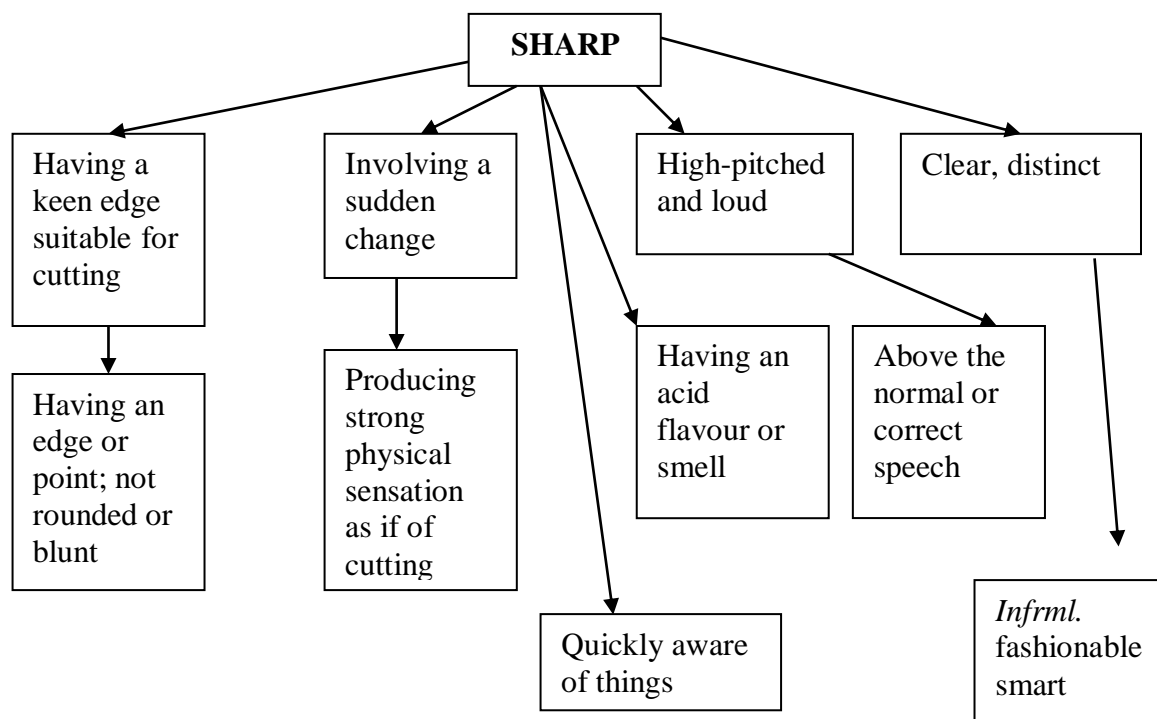 SHARP
Having a
keen edge
suitable for
cutting
Involving a
sudden
change
High-pitched
and loud
Clear, distinct
Having an
edge or
point; not
rounded or
blunt
Producing
strong
physical
sensation
as if of
cutting
Having an
acid
flavour or
smell
Above the
normal or
correct
speech
Quickly aware
of things
Infrml.
fashionable
smart